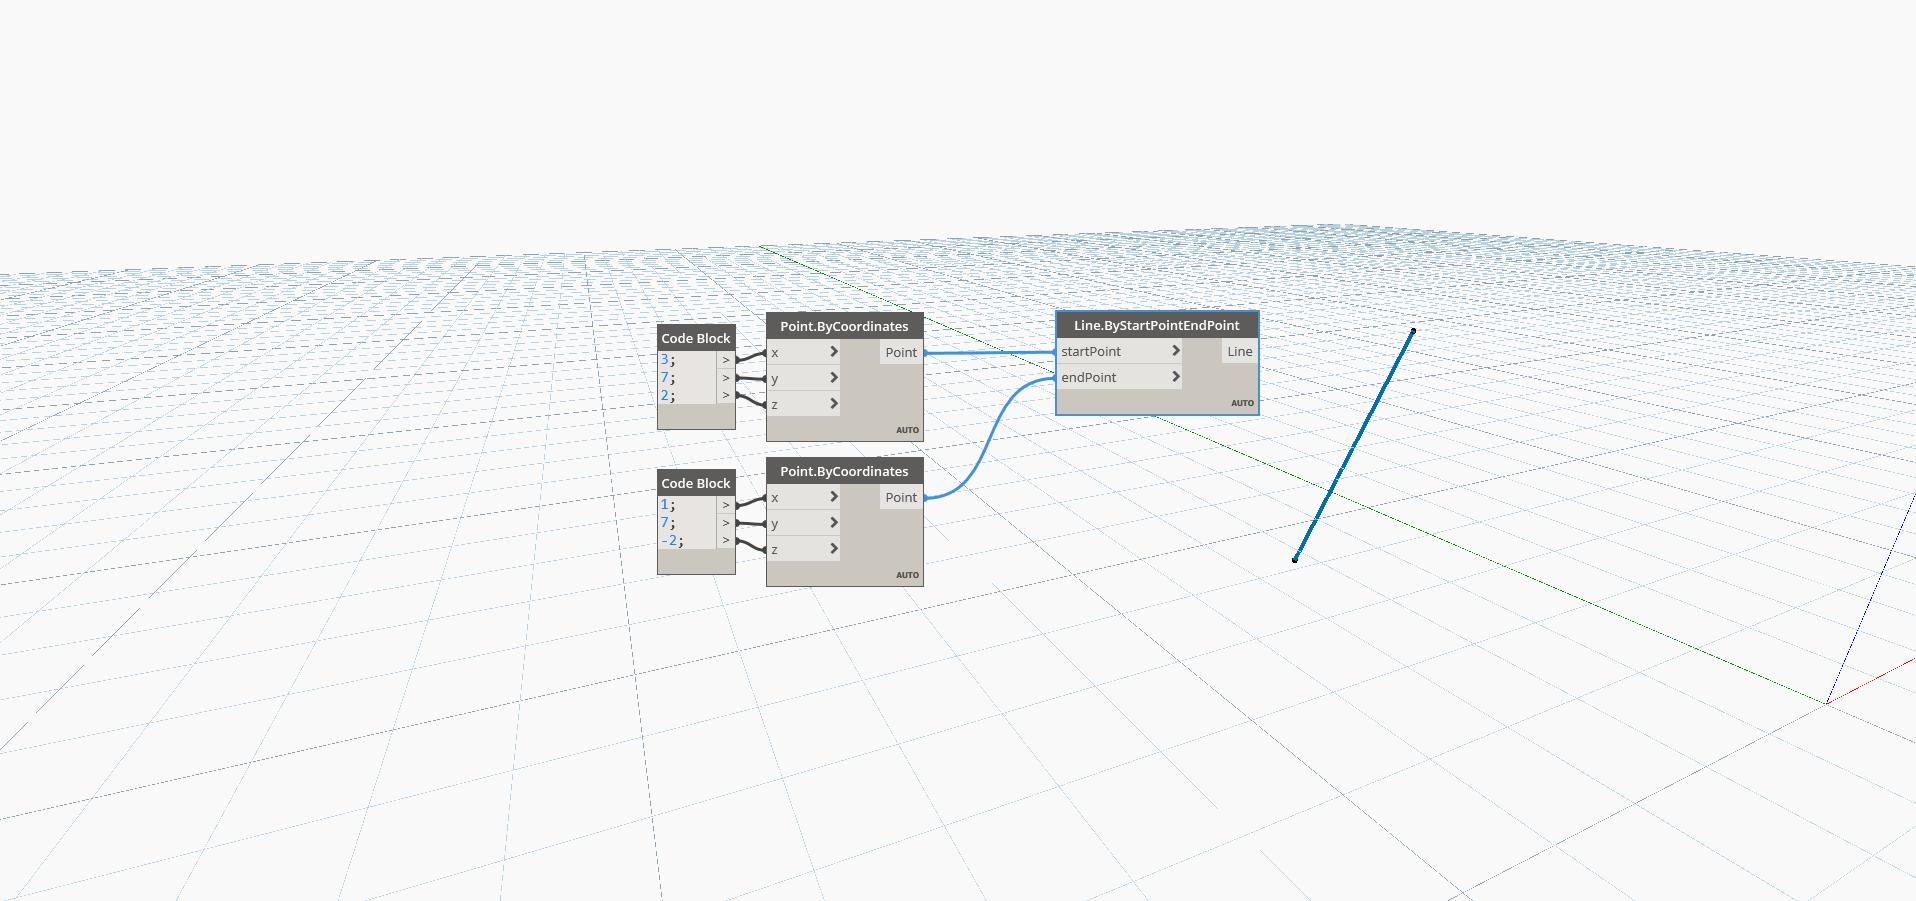 Code Block
3; >
7; >
2; >
Point.ByCoordinates
x > Point
y >
z >
AUTO
Line.ByStartPointEndPoint
startPoint > Line
endPoint >
AUTO
Code Block
1; >
7; >
-2; >
Point.ByCoordinates
x > Point
y >
z >
AUTO